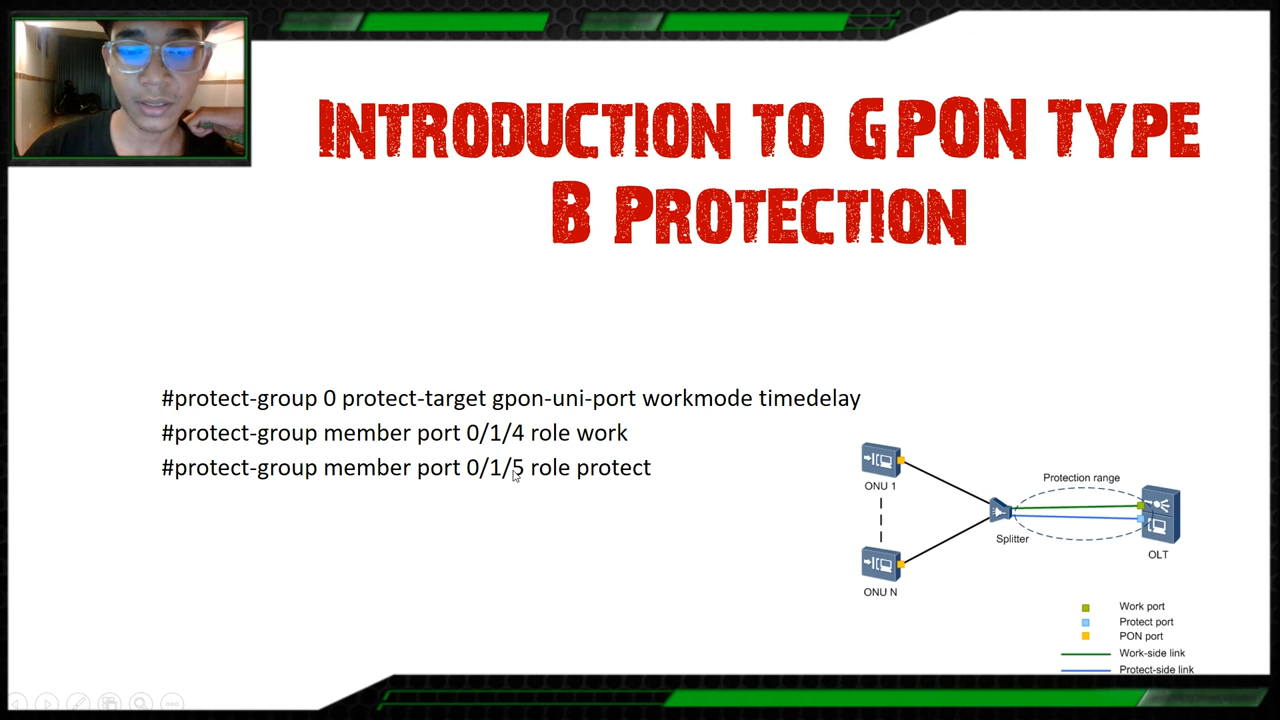 INTRODUCTION TO GPON TYPE
B PROTECTION
#protect-group 0 protect-target gpon-uni-port workmode timedelay
#protect-group member port 0/1/4 role work
#protect-group member port 0/1/5 role protect
ONU 1
Protection range
Splitter
OLT
ONU N
Work port
Protect port
PON port
Work-side link
Protect-side link